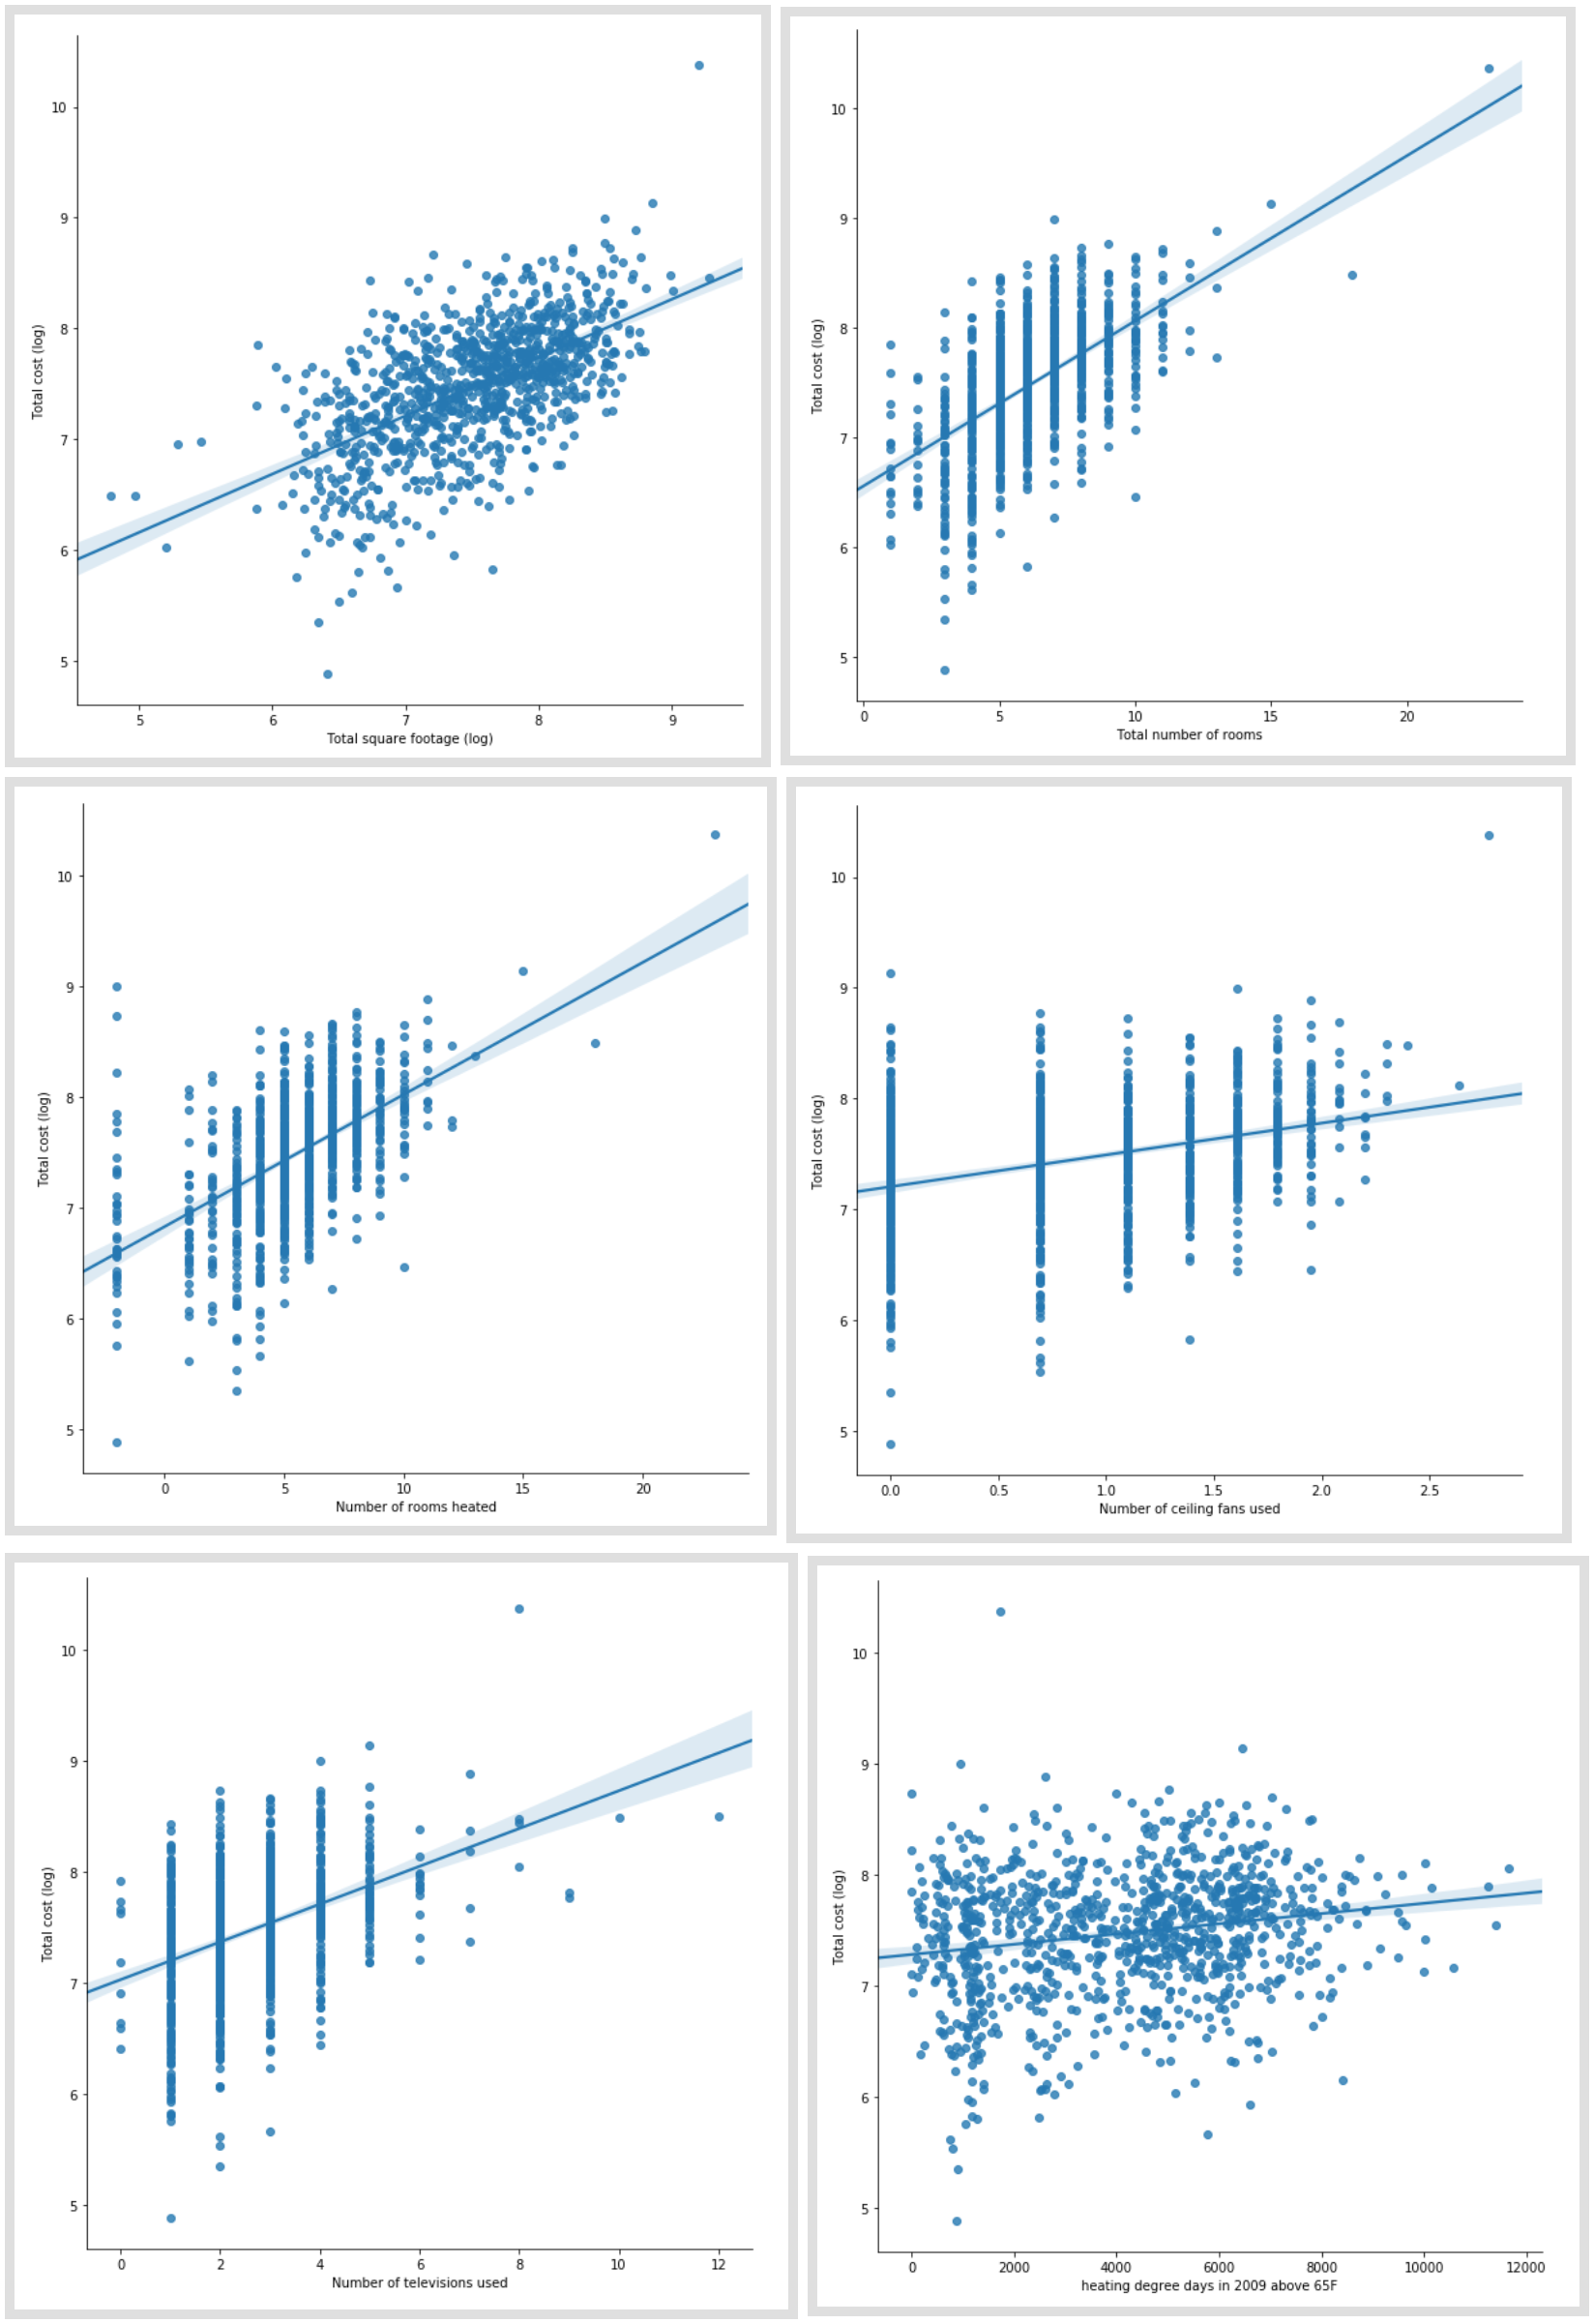 10
9
8
7
6
5
Total cost (log)
5 6 7 8 9
Total square footage (log)
10
9
8
7
6
5
Total cost (log)
0 5 10 15 20
Total number of rooms
10
9
8
7
6
5
Total cost (log)
0 5 10 15 20
Number of rooms heated
10
9
8
7
6
5
Total cost (log)
0.0 0.5 1.0 1.5 2.0 2.5
Number of ceiling fans used
10
9
8
7
6
5
Total cost (log)
0 2 4 6 8 10 12
Number of televisions used
10
9
8
7
6
5
Total cost (log)
0 2000 4000 6000 8000 10000 12000
heating degree days in 2009 above 65F